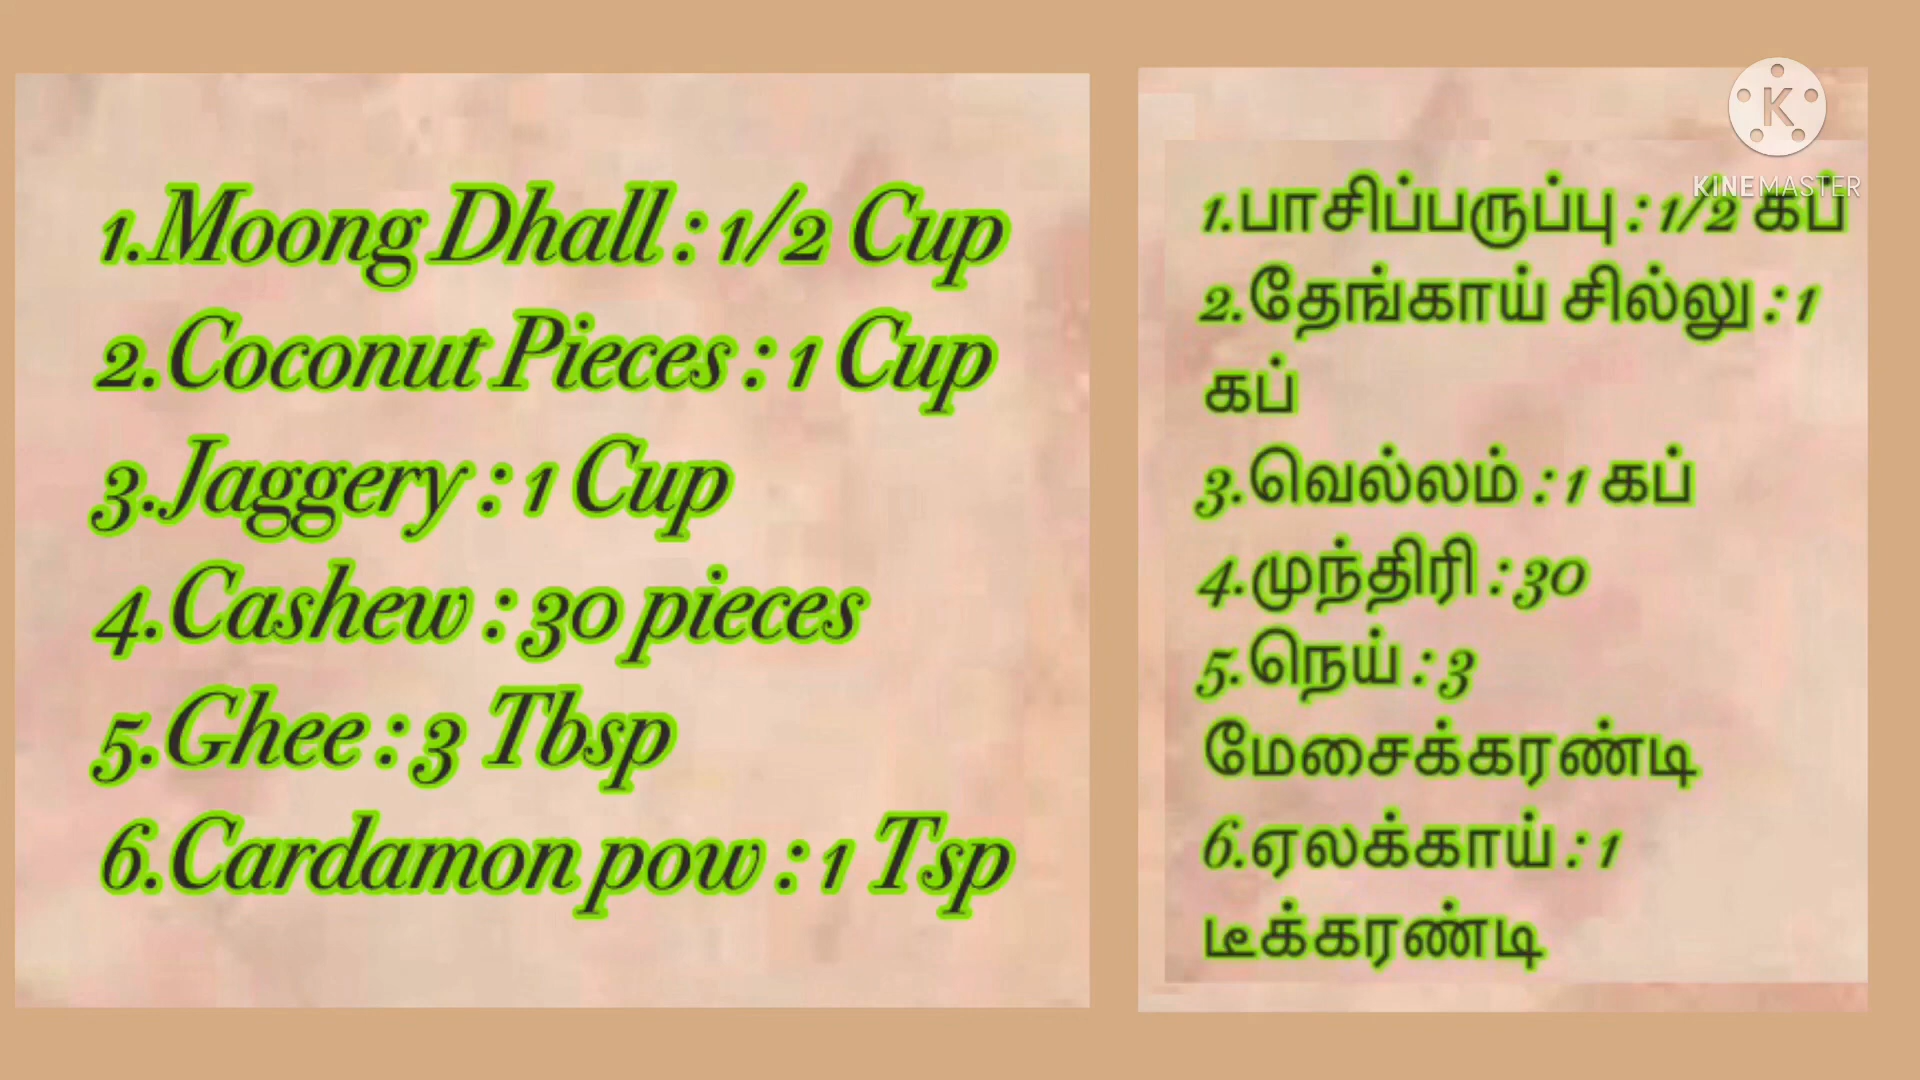 1.Moong Dhall : 1/2 Cup
2.Coconut Pieces : 1 Cup
3.Jaggery : 1 Cup
4.Cashew : 30 pieces
5.Ghee : 3 Tbsp
6.Cardamon pow : 1 Tsp
KINEMASTER
1.பாசிப்பருப்பு : 1/2 கப்
2.தேங்காய் சில்லு : 1
கப்
3.வெல்லம் : 1 கப்
4.முந்திரி : 30
5.நெய் : 3
மேசைக்கரண்டி
6.ஏலக்காய் : 1
டீக்கரண்டி